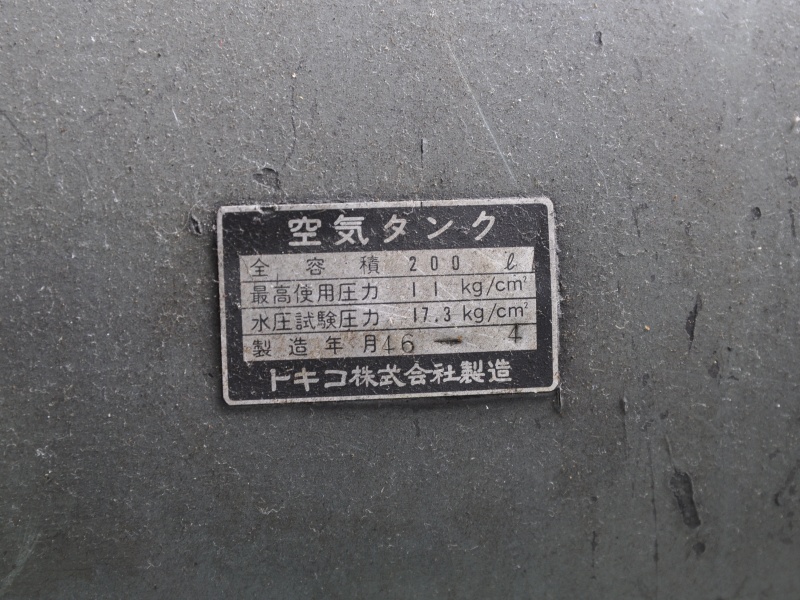 空気タンク
全容積 200 ℓ
最高使用圧力 11 kg/cm²
水圧試験圧力 17.3 kg/cm²
製造年月 46 — 4
トキコ株式会社製造